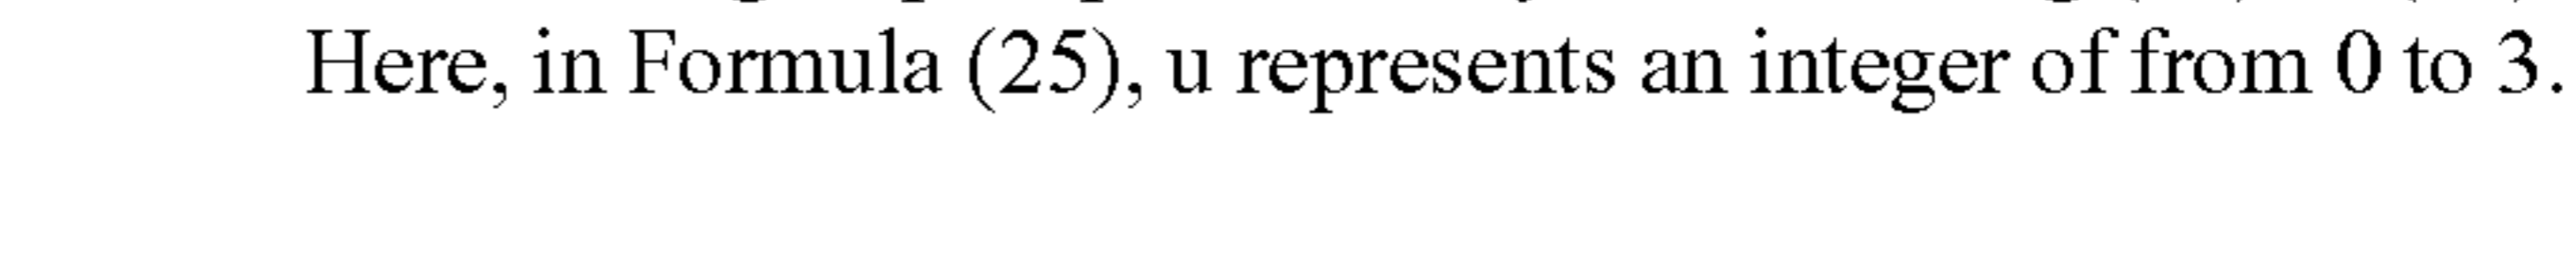 Here, in Formula (25), u represents an integer of from 0 to 3.